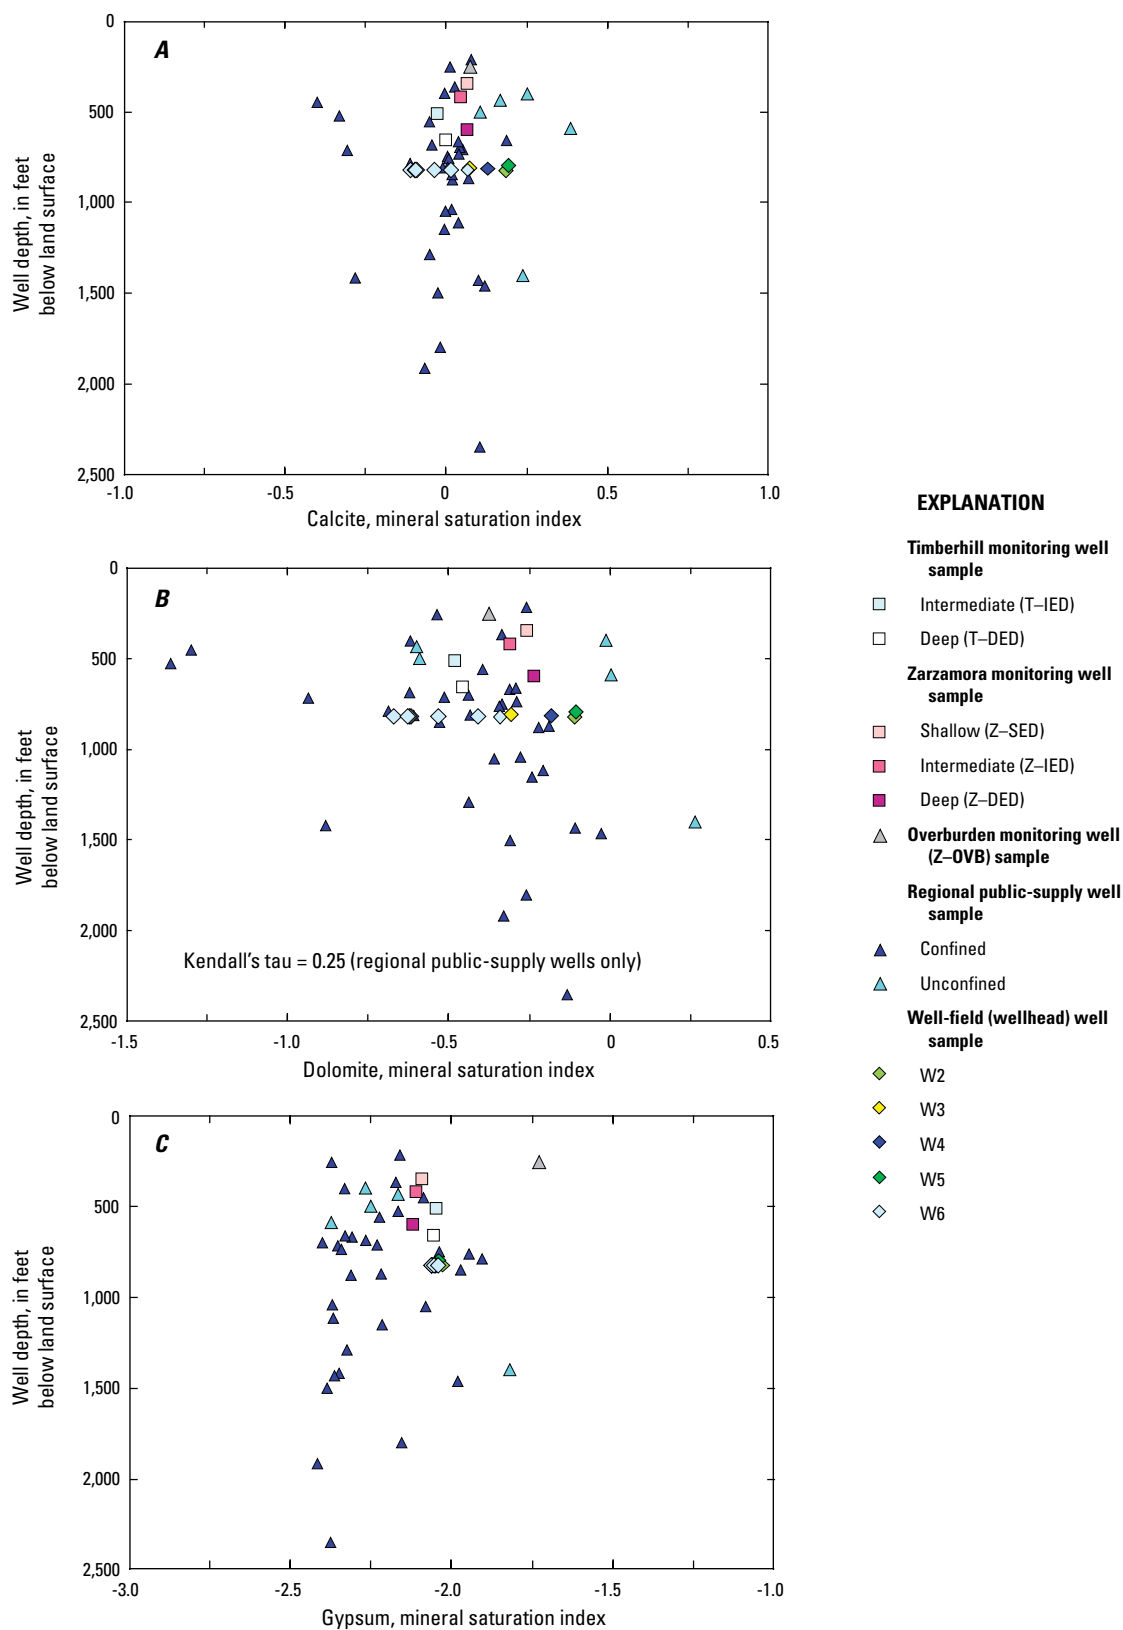 A
0
500
1,000
1,500
2,000
2,500
Well depth, in feet
below land surface
-1.0
-0.5
0
0.5
1.0
Calcite, mineral saturation index
B
0
500
1,000
1,500
2,000
2,500
Well depth, in feet
below land surface
Kendall's tau = 0.25 (regional public-supply wells only)
-1.5
-1.0
-0.5
0
0.5
Dolomite, mineral saturation index
C
0
500
1,000
1,500
2,000
2,500
Well depth, in feet
below land surface
-3.0
-2.5
-2.0
-1.5
-1.0
Gypsum, mineral saturation index
EXPLANATION
Timberhill monitoring well
sample
Intermediate (T–IED)
Deep (T–DED)
Zarzamora monitoring well
sample
Shallow (Z–SED)
Intermediate (Z–IED)
Deep (Z–DED)
Overburden monitoring well
(Z–OVB) sample
Regional public-supply well
sample
Confined
Unconfined
Well-field (wellhead) well
sample
W2
W3
W4
W5
W6